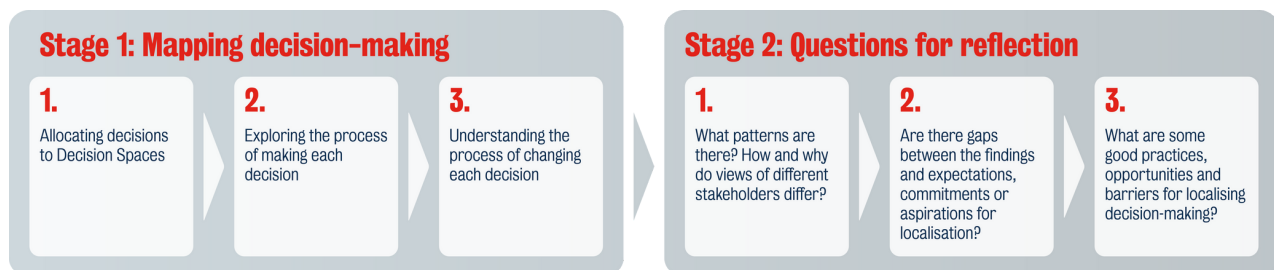 Stage 1: Mapping decision-making
1.
Allocating decisions
to Decision Spaces
2.
Exploring the process
of making each
decision
3.
Understanding the
process of changing
each decision
Stage 2: Questions for reflection
1.
What patterns are
there? How and why
do views of different
stakeholders differ?
2.
Are there gaps
between the findings
and expectations,
commitments or
aspirations for
localisation?
3.
What are some
good practices,
opportunities and
barriers for localising
decision-making?